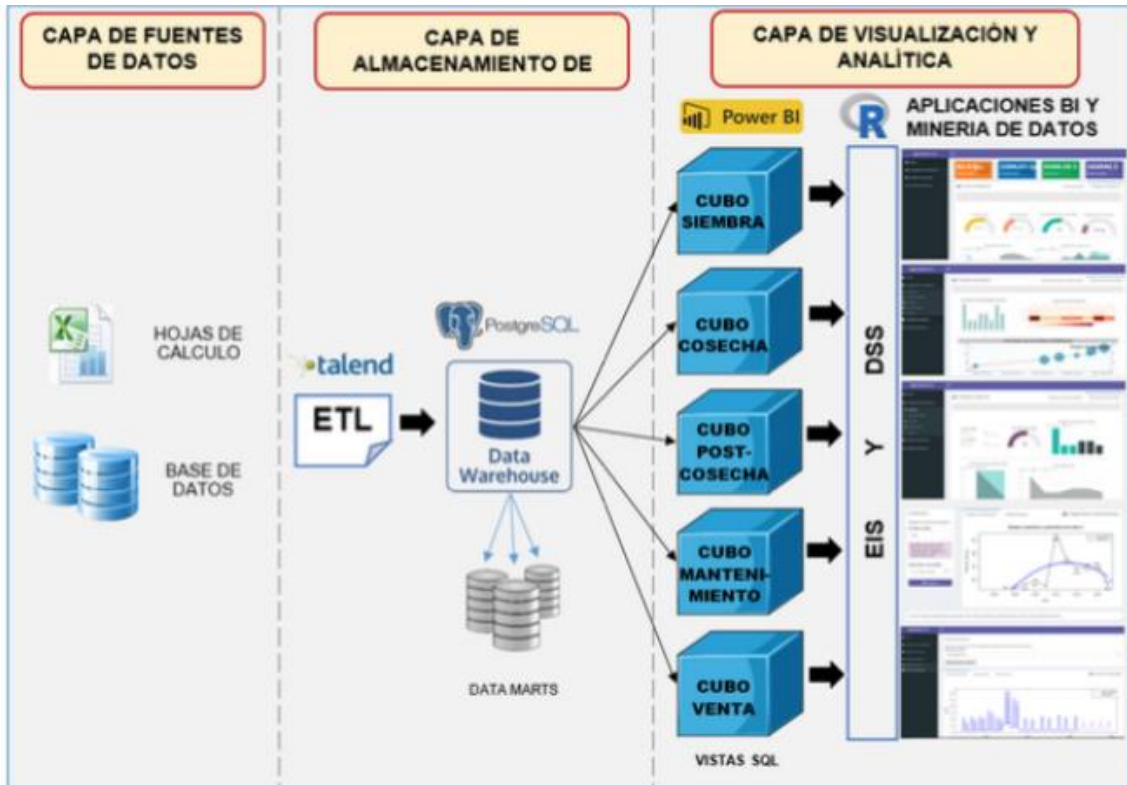 CAPA DE FUENTES
DE DATOS
CAPA DE
ALMACENAMIENTO DE
CAPA DE VISUALIZACIÓN Y
ANALÍTICA
Power BI
R
APLICACIONES BI Y
MINERIA DE DATOS
HOJAS DE
CÁLCULO
BASE DE
DATOS
talend
ETL
PostgreSQL
Data
Warehouse
DATA MARTS
CUBO
SIEMBRA
CUBO
COSECHA
CUBO
POST-
COSECHA
CUBO
MANTENI-
MIENTO
CUBO
VENTA
VISTAS SQL
EIS Y DSS